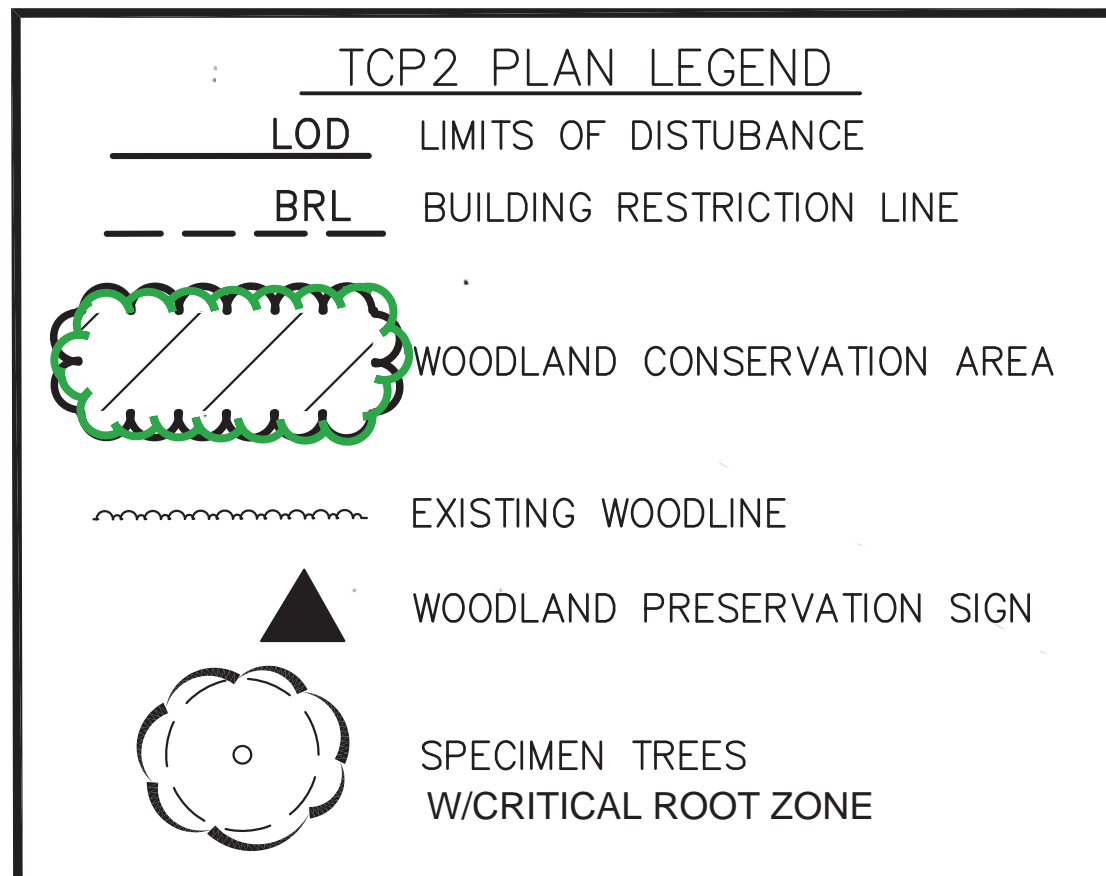 TCP2 PLAN LEGEND
LOD LIMITS OF DISTUBANCE
BRL BUILDING RESTRICTION LINE
WOODLAND CONSERVATION AREA
EXISTING WOODLINE
WOODLAND PRESERVATION SIGN
SPECIMEN TREES
W/CRITICAL ROOT ZONE